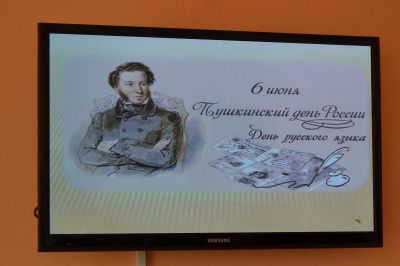 6 июня
Пушкинский день России
День русского языка
SAMSUNG